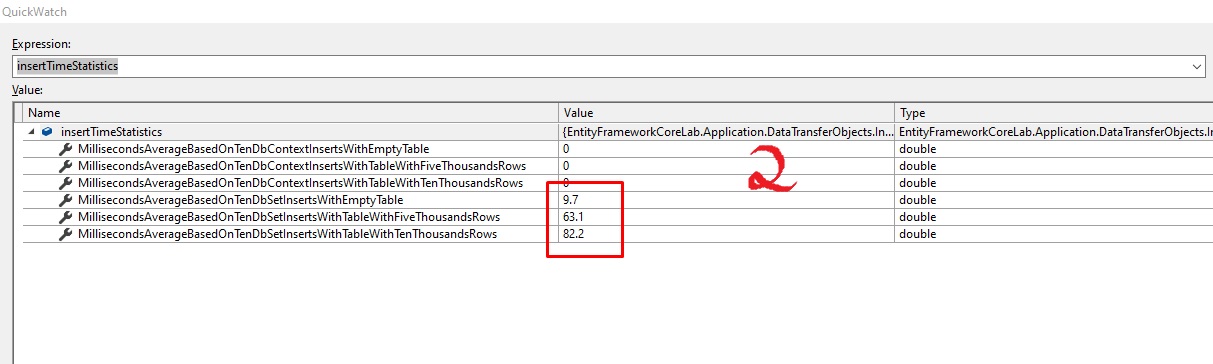 QuickWatch
Expression:
insertTimeStatistics
Value:
Name Value Type
insertTimeStatistics {EntityFrameworkCoreLab.Application.DataTransferObjects.In... EntityFrameworkCoreLab.Application.DataTransferObjects.In
MillisecondsAverageBasedOnTenDbContextInsertsWithEmptyTable 0 double
MillisecondsAverageBasedOnTenDbContextInsertsWithTableWithFiveThousandsRows 0 double
MillisecondsAverageBasedOnTenDbContextInsertsWithTableWithTenThousandsRows 0 double
MillisecondsAverageBasedOnTenDbSetInsertsWithEmptyTable 9.7 double
MillisecondsAverageBasedOnTenDbSetInsertsWithTableWithFiveThousandsRows 63.1 double
MillisecondsAverageBasedOnTenDbSetInsertsWithTableWithTenThousandsRows 82.2 double
2